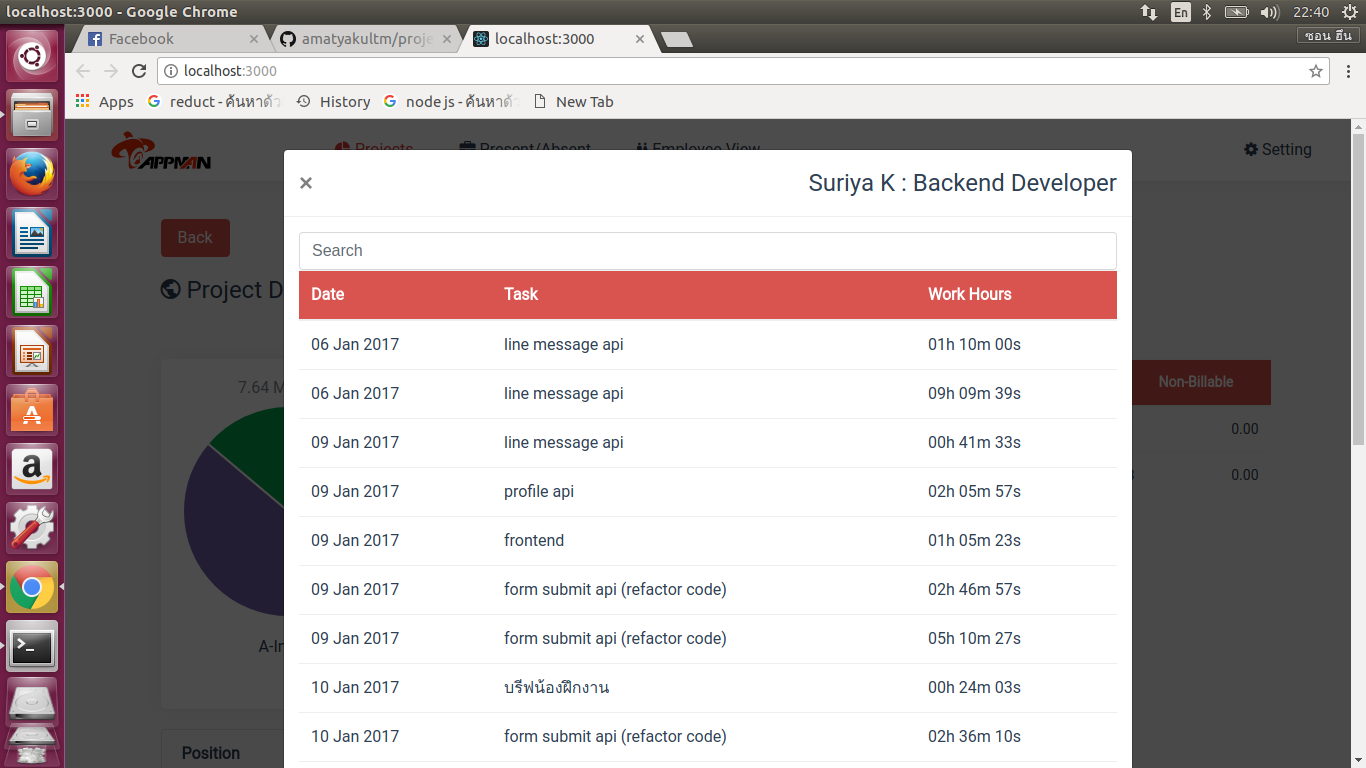 localhost:3000 - Google Chrome
En
22:40
Facebook
amatyakultm/proje
localhost:3000
ซอน ฮึน
localhost:3000
Apps
reduct - ค้นหาด้ว
History
node js - ค้นหาด้
New Tab
APPMAN
Projects
Present/Absent
Employee View
Setting
× Suriya K : Backend Developer
Back
Search
Project D
Date Task Work Hours
06 Jan 2017 line message api 01h 10m 00s
06 Jan 2017 line message api 09h 09m 39s
09 Jan 2017 line message api 00h 41m 33s
09 Jan 2017 profile api 02h 05m 57s
09 Jan 2017 frontend 01h 05m 23s
09 Jan 2017 form submit api (refactor code) 02h 46m 57s
09 Jan 2017 form submit api (refactor code) 05h 10m 27s
10 Jan 2017 บรีฟน้องฝึกงาน 00h 24m 03s
10 Jan 2017 form submit api (refactor code) 02h 36m 10s
7.64 M
Non-Billable
0.00
0.00
A-In
Position